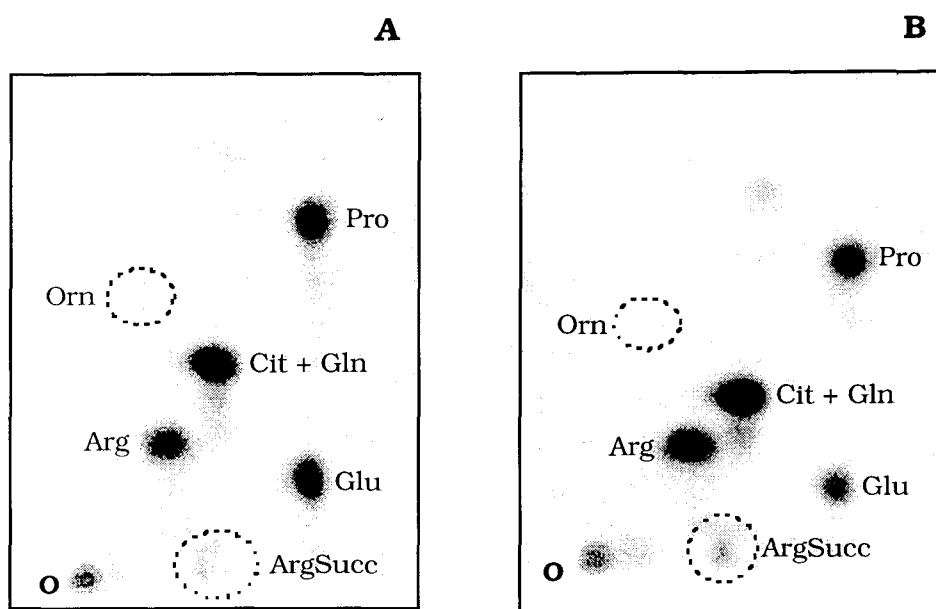 A
Pro
Orn
Cit + Gln
Arg
Glu
ArgSucc
O
B
Pro
Orn
Cit + Gln
Arg
Glu
ArgSucc
O